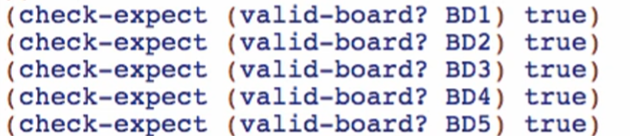 (check-expect (valid-board? BD1) true)
(check-expect (valid-board? BD2) true)
(check-expect (valid-board? BD3) true)
(check-expect (valid-board? BD4) true)
(check-expect (valid-board? BD5) true)